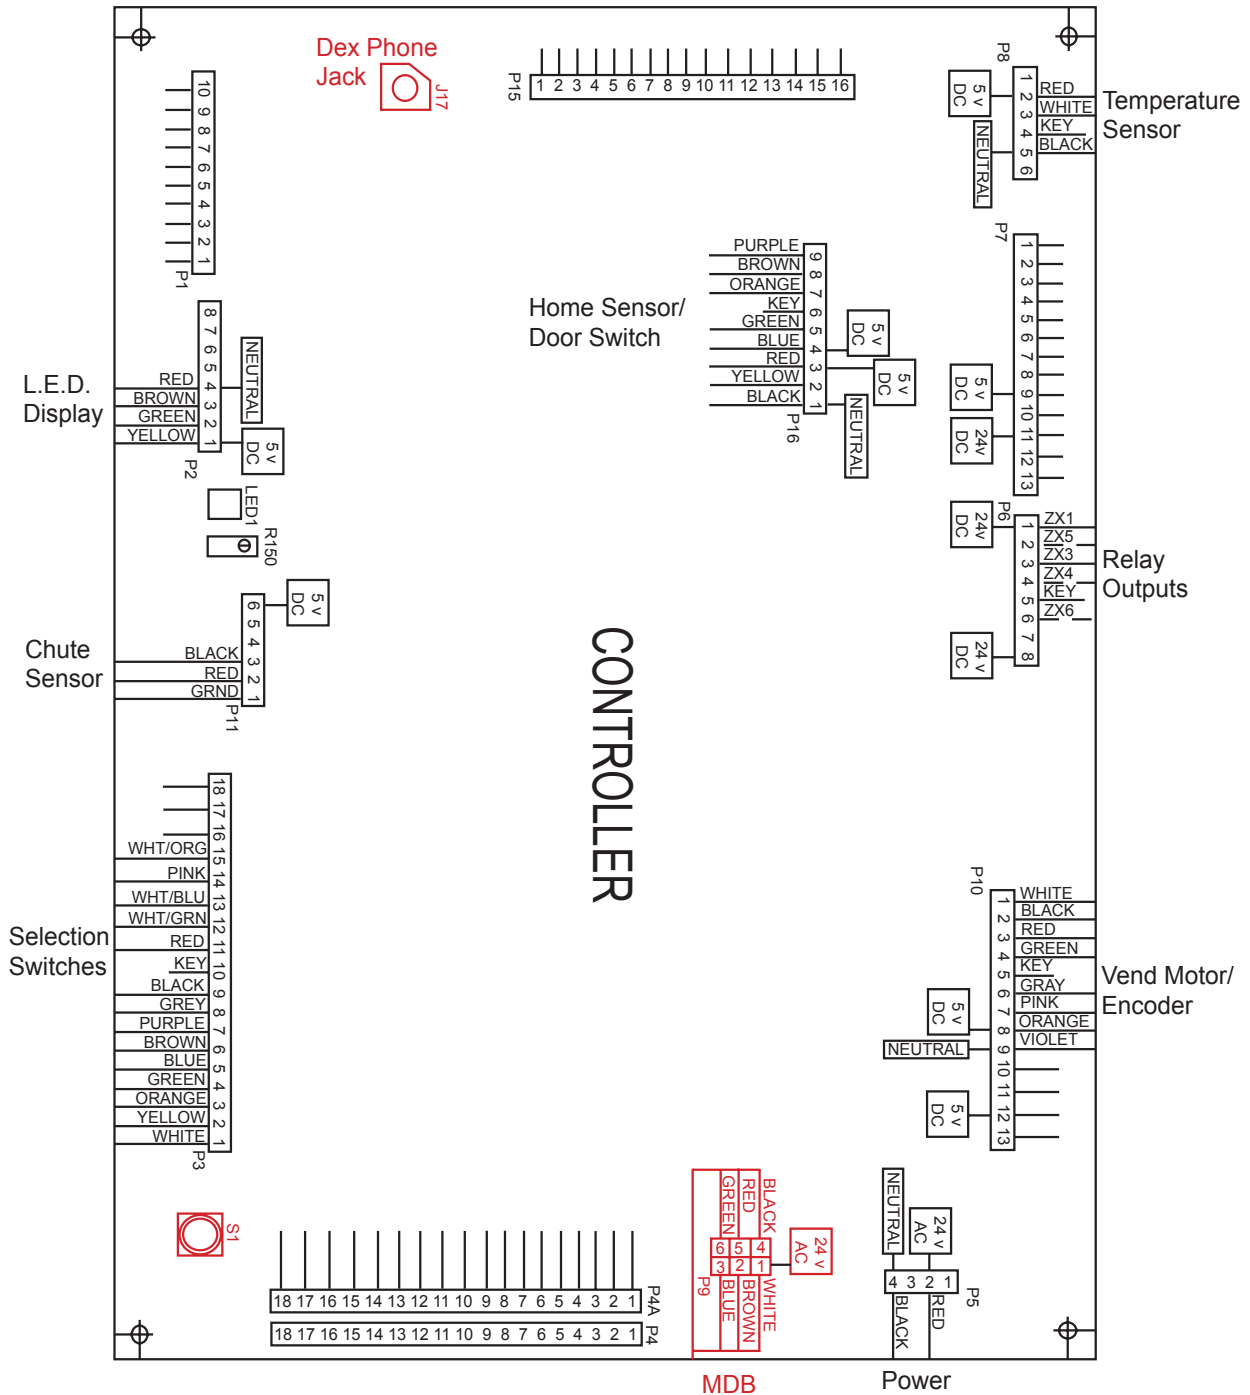 Dex Phone
Jack
J17
P15
1 2 3 4 5 6 7 8 9 10 11 12 13 14 15 16
P8
5 v
DC
NEUTRAL
1 2 3 4 5 6
RED
WHITE
KEY
BLACK
Temperature
Sensor
10 9 8 7 6 5 4 3 2 1
P1
P7
1 2 3 4 5 6 7 8 9 10 11 12 13
5 v
DC
24v
DC
Home Sensor/
Door Switch
PURPLE
BROWN
ORANGE
KEY
GREEN
BLUE
RED
YELLOW
BLACK
9 8 7 6 5 4 3 2 1
P16
5 v
DC
5 v
DC
NEUTRAL
L.E.D.
Display
RED
BROWN
GREEN
YELLOW
8 7 6 5 4 3 2 1
P2
NEUTRAL
5 v
DC
LED1
R150
P6
24v
DC
24 v
DC
1 2 3 4 5 6 7 8
ZX1
ZX5
ZX3
ZX4
KEY
ZX6
Relay
Outputs
Chute
Sensor
BLACK
RED
GRND
6 5 4 3 2 1
P11
5 v
DC
CONTROLLER
Selection
Switches
WHT/ORG
PINK
WHT/BLU
WHT/GRN
RED
KEY
BLACK
GREY
PURPLE
BROWN
BLUE
GREEN
ORANGE
YELLOW
WHITE
18 17 16 15 14 13 12 11 10 9 8 7 6 5 4 3 2 1
P3
P10
1 2 3 4 5 6 7 8 9 10 11 12 13
WHITE
BLACK
RED
GREEN
KEY
GRAY
PINK
ORANGE
VIOLET
5 v
DC
NEUTRAL
5 v
DC
Vend Motor/
Encoder
S1
18 17 16 15 14 13 12 11 10 9 8 7 6 5 4 3 2 1
P4A
18 17 16 15 14 13 12 11 10 9 8 7 6 5 4 3 2 1
P4
GREEN
RED
BLACK
6 5 4
3 2 1
24 v
AC
P9
BLUE
BROWN
WHITE
MDB
NEUTRAL
24 v
AC
4 3 2 1
P5
BLACK
RED
Power